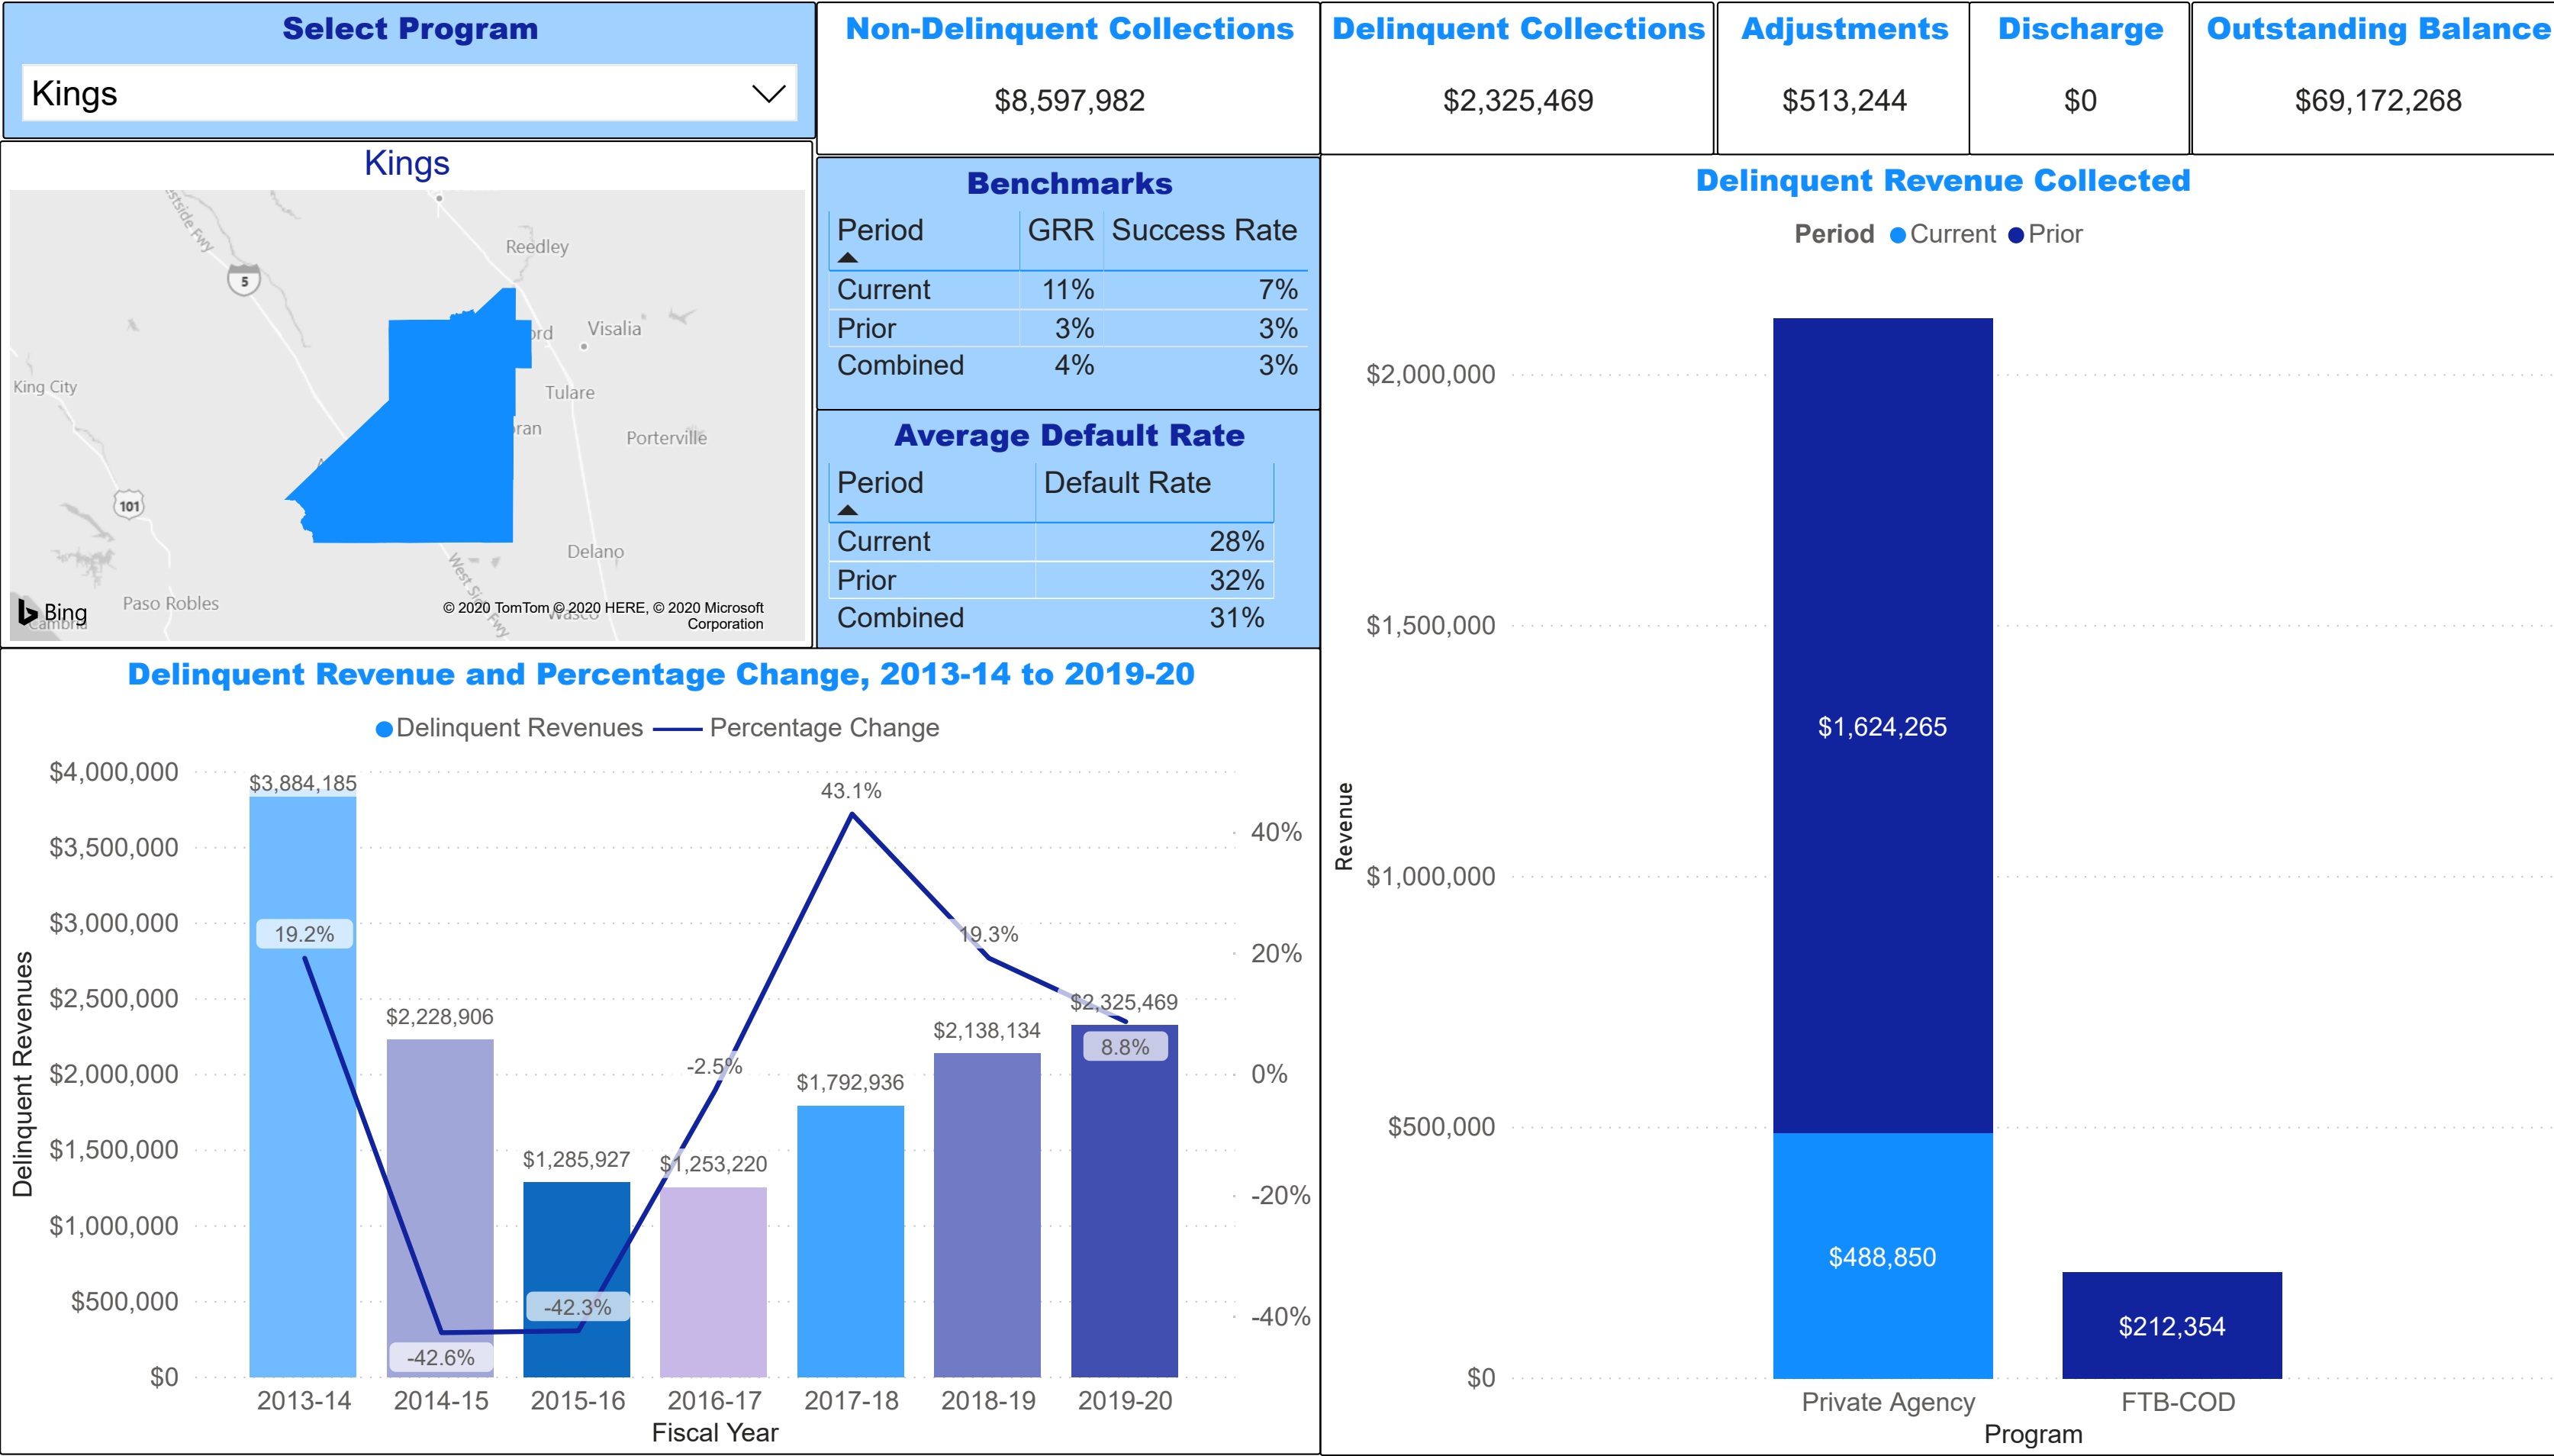 Select Program
Kings
Non-Delinquent Collections
$8,597,982
Delinquent Collections
$2,325,469
Adjustments
$513,244
Discharge
$0
Outstanding Balance
$69,172,268
Kings
Reedley
5
Visalia
King City
Tulare
Porterville
101
Delano
Paso Robles
Bing
© 2020 TomTom © 2020 HERE, © 2020 Microsoft
Corporation
Wasco
Benchmarks
Period GRR Success Rate
Current 11% 7%
Prior 3% 3%
Combined 4% 3%
Average Default Rate
Period Default Rate
Current 28%
Prior 32%
Combined 31%
Delinquent Revenue and Percentage Change, 2013-14 to 2019-20
Delinquent Revenues Percentage Change
Delinquent Revenues
$4,000,000
$3,500,000
$3,000,000
$2,500,000
$2,000,000
$1,500,000
$1,000,000
$500,000
$0
$3,884,185
$2,228,906
$1,285,927
$1,253,220
$1,792,936
$2,138,134
$2,325,469
19.2%
-42.6%
-42.3%
-2.5%
43.1%
19.3%
8.8%
40%
20%
0%
-20%
-40%
2013-14 2014-15 2015-16 2016-17 2017-18 2018-19 2019-20
Fiscal Year
Delinquent Revenue Collected
Period Current Prior
Revenue
$2,000,000
$1,500,000
$1,000,000
$500,000
$0
$1,624,265
$488,850
$212,354
Private Agency FTB-COD
Program